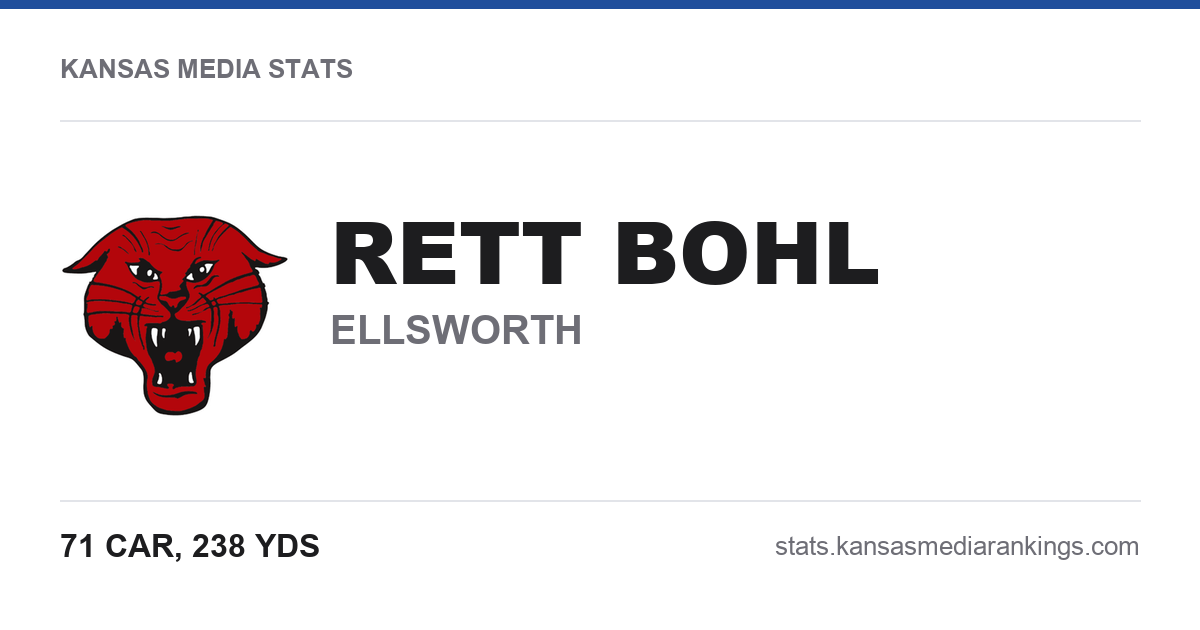 KANSAS MEDIA STATS
RETT BOHL
ELLSWORTH
71 CAR, 238 YDS
stats.kansasmediarankings.com